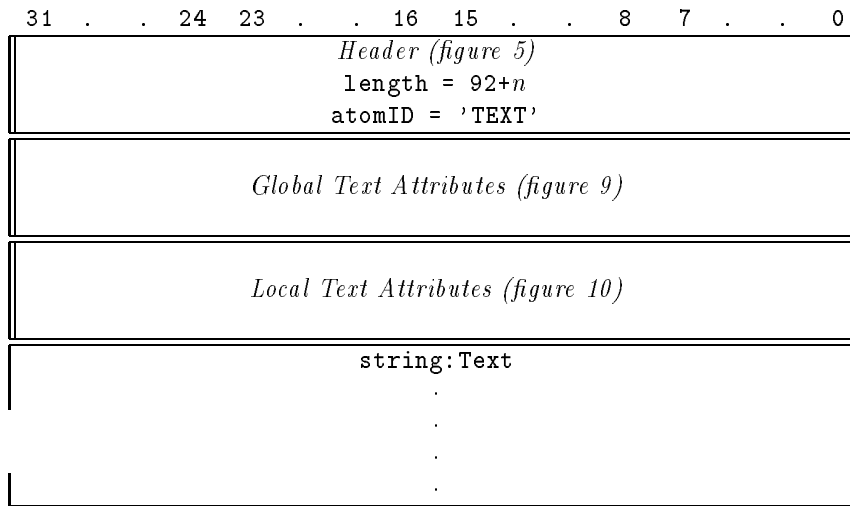 31 . . 24 23 . . 16 15 . . 8 7 . . 0
Header (figure 5)
length = 92+n
atomID = 'TEXT'
Global Text Attributes (figure 9)
Local Text Attributes (figure 10)
string:Text
.
.
.
.